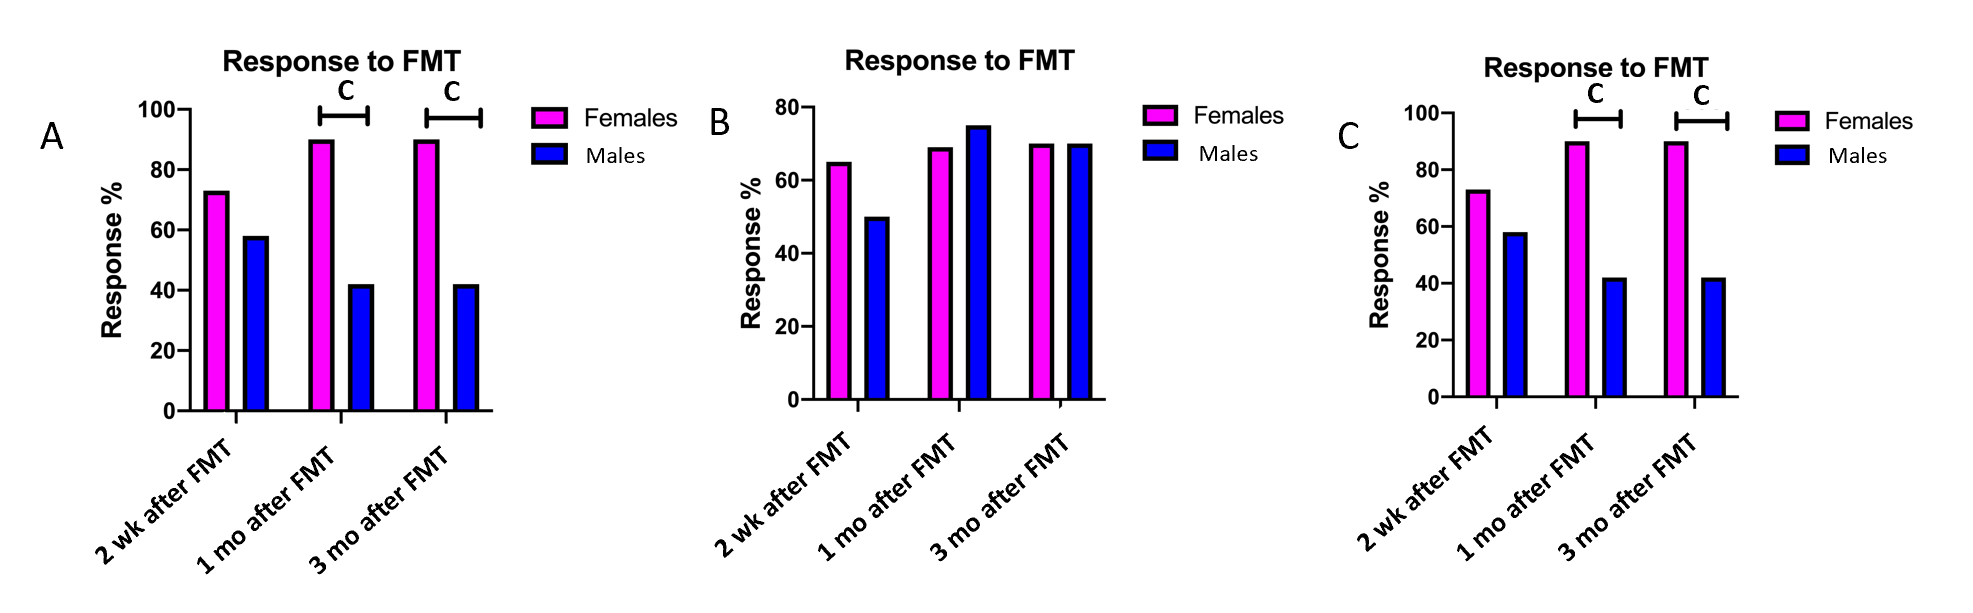 A
Response to FMT
C C
100
80
60
40
20
0
Response %
2 wk after FMT
1 mo after FMT
3 mo after FMT
Females
Males
B
Response to FMT
80
60
40
20
0
Response %
2 wk after FMT
1 mo after FMT
3 mo after FMT
Females
Males
C
Response to FMT
C C
100
80
60
40
20
0
Response %
2 wk after FMT
1 mo after FMT
3 mo after FMT
Females
Males